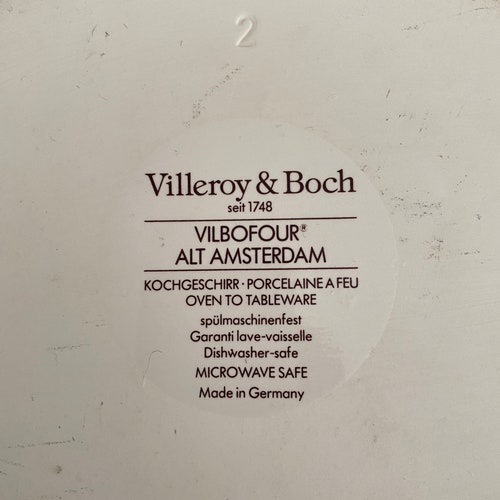 2
Villeroy & Boch
seit 1748
VILBOFOUR®
ALT AMSTERDAM
KOCHGESCHIRR · PORCELAINE A FEU
OVEN TO TABLEWARE
spülmaschinenfest
Garanti lave-vaisselle
Dishwasher-safe
MICROWAVE SAFE
Made in Germany